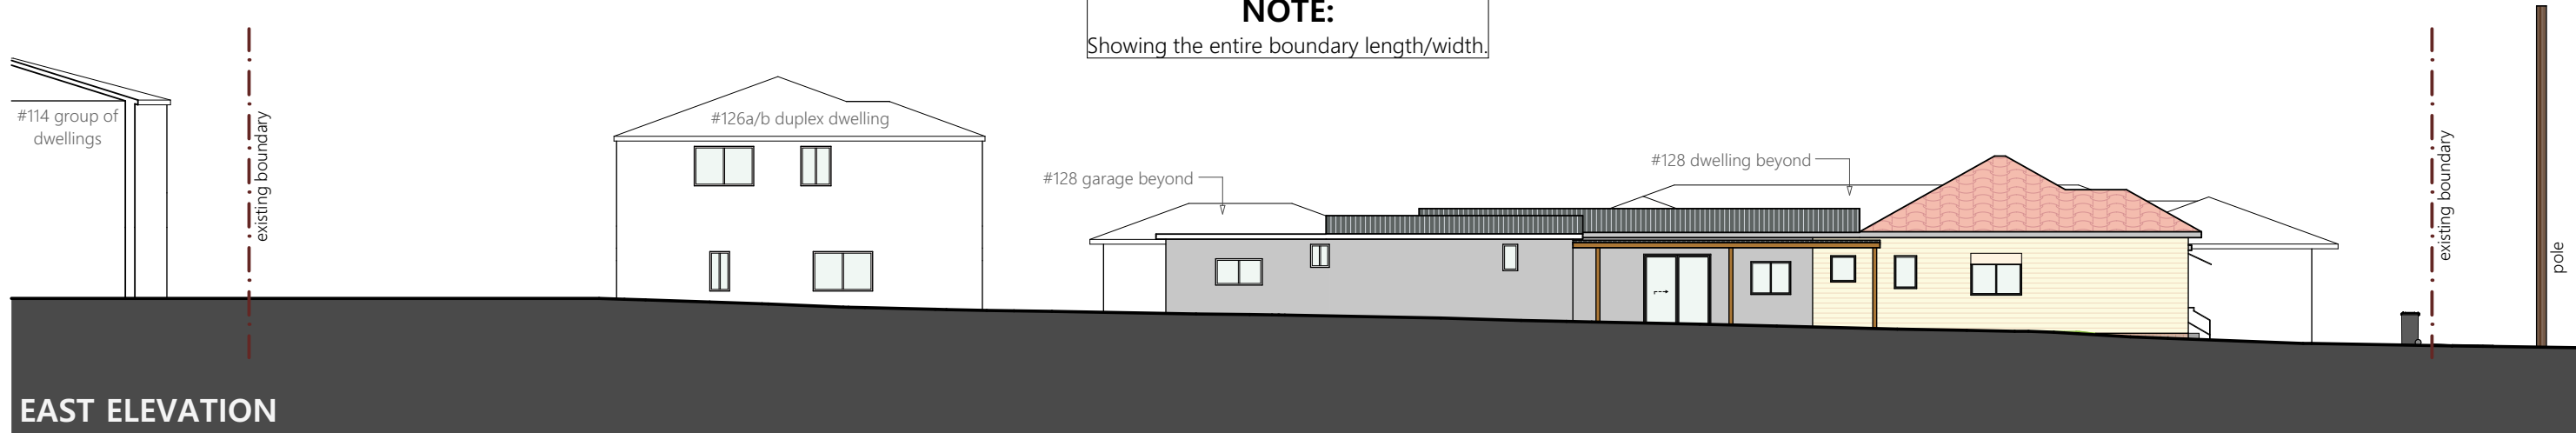 NOTE:
Showing the entire boundary length/width.
#114 group of
dwellings
existing boundary
#126a/b duplex dwelling
#128 garage beyond
#128 dwelling beyond
existing boundary
pole
EAST ELEVATION